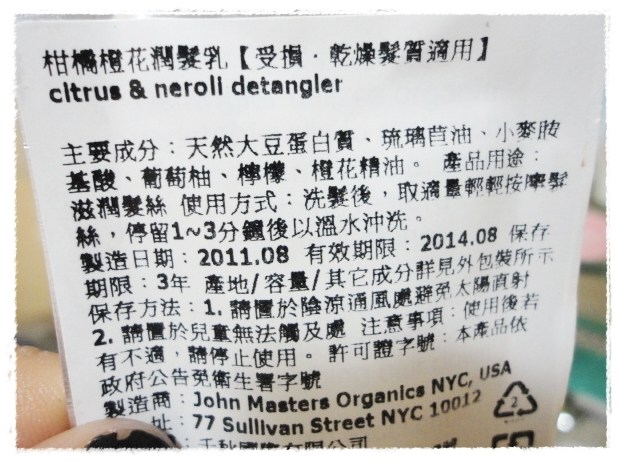 柑橘橙花潤髮乳【受損．乾燥髮質適用】
citrus & neroli detangler
主要成分：天然大豆蛋白質、琉璃苣油、小麥胺
基酸、葡萄柚、檸檬、橙花精油。 產品用途：
滋潤髮絲 使用方式：洗髮後，取適量輕輕按摩髮
絲，停留1~3分鐘後以溫水沖洗。
製造日期：2011.08 有效期限：2014.08 保存
期限：3年 產地/容量/其它成分詳見外包裝所示
保存方法：1. 請置於陰涼通風處避免太陽直射
2. 請置於兒童無法觸及處 注意事項：使用後若
有不適，請停止使用。 許可證字號：本產品依
政府公告免衛生署字號
製造商：John Masters Organics NYC, USA
址：77 Sullivan Street NYC 10012
2